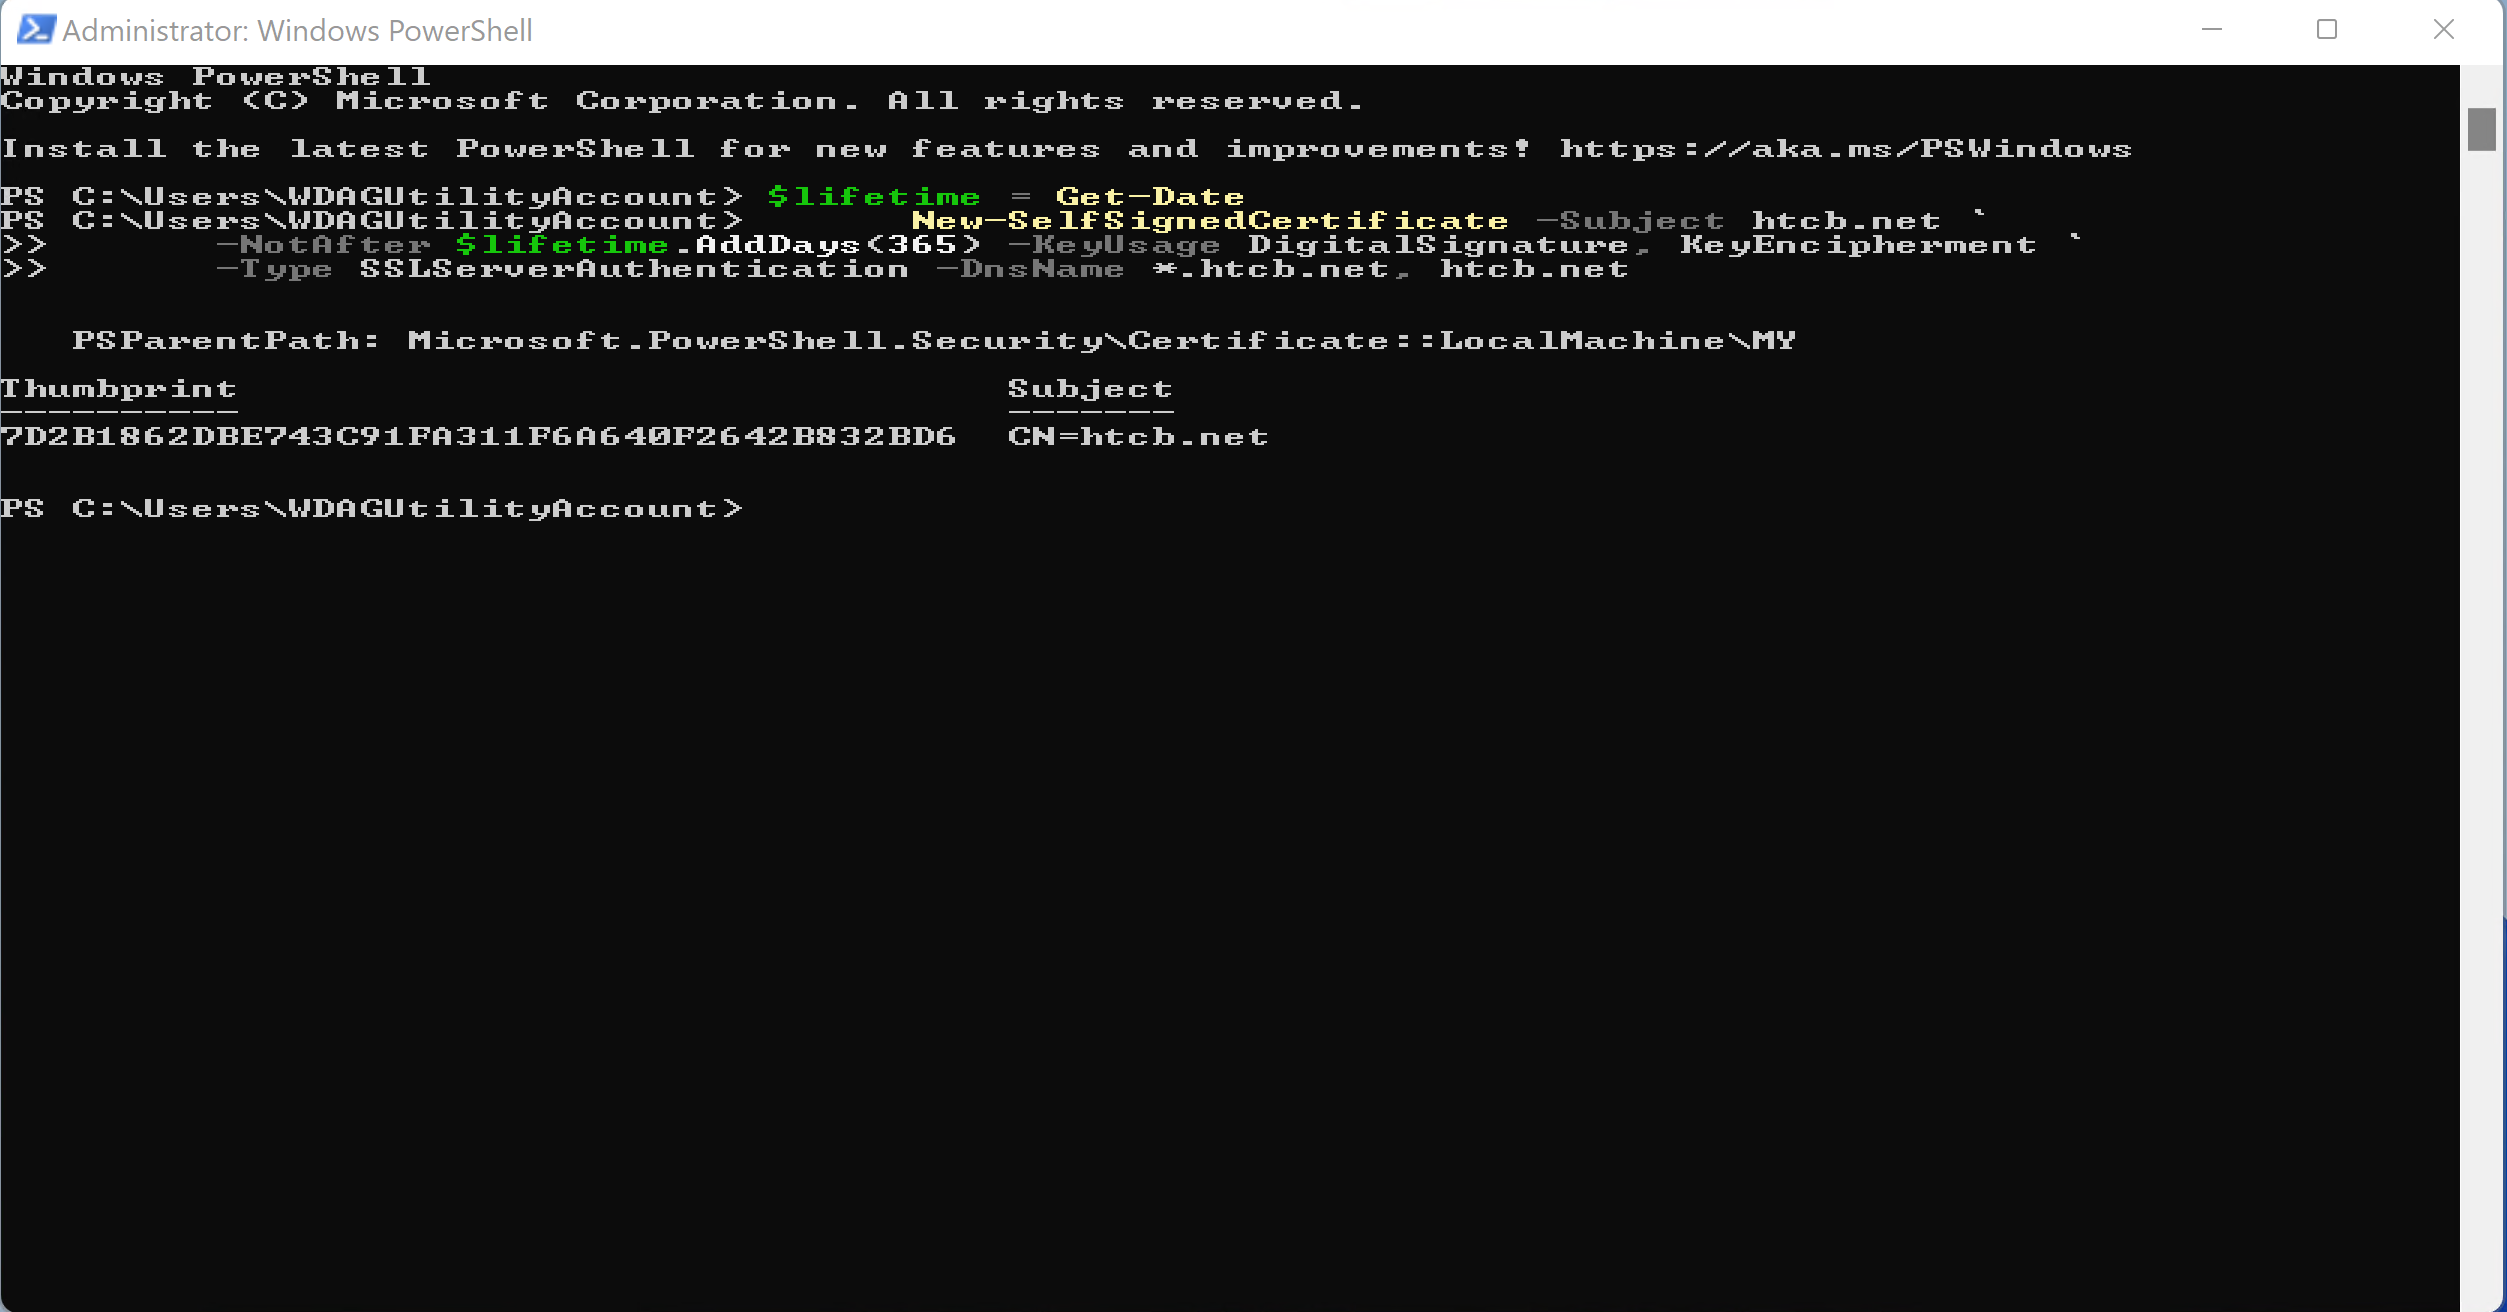 Administrator: Windows PowerShell
Windows PowerShell
Copyright (C) Microsoft Corporation. All rights reserved.
Install the latest PowerShell for new features and improvements! https://aka.ms/PSWindows
PS C:\Users\WDAGUtilityAccount> $lifetime = Get-Date
PS C:\Users\WDAGUtilityAccount>       New-SelfSignedCertificate -Subject htcb.net `
>>       -NotAfter $lifetime.AddDays(365) -KeyUsage DigitalSignature, KeyEncipherment `
>>       -Type SSLServerAuthentication -DnsName *.htcb.net, htcb.net
PSParentPath: Microsoft.PowerShell.Security\Certificate::LocalMachine\MY
Thumbprint                                Subject
----------                                -------
7D2B1862DBE743C91FA311F6A640F2642B832BD6  CN=htcb.net
PS C:\Users\WDAGUtilityAccount>